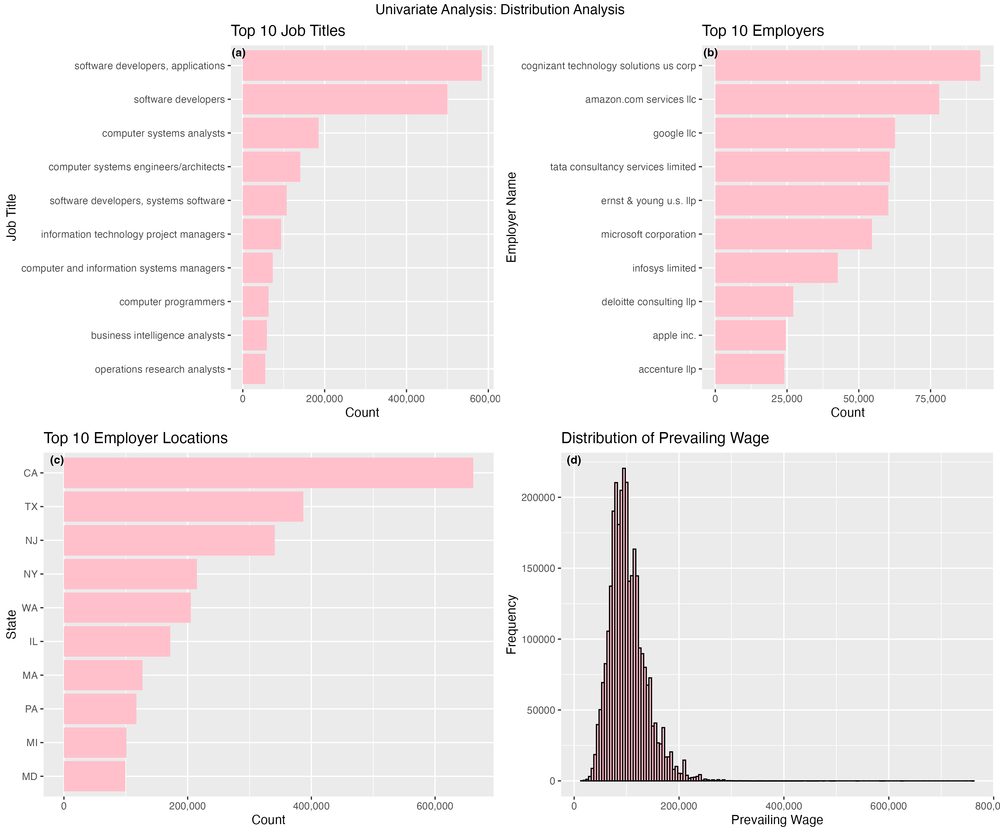 Univariate Analysis: Distribution Analysis
Top 10 Job Titles
(a)
Job Title
software developers, applications
software developers
computer systems analysts
computer systems engineers/architects
software developers, systems software
information technology project managers
computer and information systems managers
computer programmers
business intelligence analysts
operations research analysts
0 200,000 400,000 600,00
Count
Top 10 Employers
(b)
Employer Name
cognizant technology solutions us corp
amazon.com services llc
google llc
tata consultancy services limited
ernst & young u.s. llp
microsoft corporation
infosys limited
deloitte consulting llp
apple inc.
accenture llp
0 25,000 50,000 75,000
Count
Top 10 Employer Locations
(c)
State
CA
TX
NJ
NY
WA
IL
MA
PA
MI
MD
0 200,000 400,000 600,000
Count
Distribution of Prevailing Wage
(d)
Frequency
200000
150000
100000
50000
0
0 200,000 400,000 600,000 800,0
Prevailing Wage